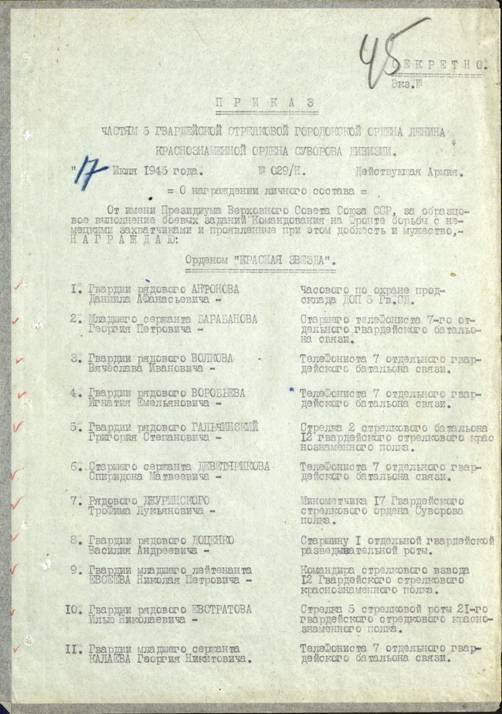 45
СЕКРЕТНО.
Экз.№
П Р И К А З
ЧАСТЯМ 5 ГВАРДЕЙСКОЙ СТРЕЛКОВОЙ ГОРОДОКСКОЙ ОРДЕНА ЛЕНИНА
КРАСНОЗНАМЕННОЙ ОРДЕНА СУВОРОВА ДИВИЗИИ.
"17 Июля 1945 года. № 029/Н. Действующая Армия.
= О награждении личного состава =
От имени Президиума Верховного Совета Союза ССР, за образцо-
вое выполнение боевых заданий Командования на Фронте борьбы с не-
мецкими захватчиками и проявленные при этом доблесть и мужество,-
Н А Г Р А Ж Д А Ю:
Орденом "КРАСНАЯ ЗВЕЗДА".
1. Гвардии рядового АНТОНОВА Часового по охране прод-
Даниила Афанасьевича - склада ДОП 5 Гв.СД.
2. Младшего сержанта БАРАБАНОВА Старшего телефониста 7-го от-
Георгия Петровича - дельного гвардейского батальо-
на связи.
3. Гвардии рядового ВОЛКОВА Телефониста 7 отдельного гвар-
Вячеслава Ивановича - дейского батальона связи.
4. Гвардии рядового ВОРОБЬЕВА Телефониста 7 отдельного гвар-
Игнатия Емельяновича - дейского батальона связи.
5. Гвардии рядового ГАЛЬЧИНСКИЙ Стрелка 2 стрелкового батальона
Григория Степановича - 12 гвардейского стрелкового крас
нознаменного полка.
6. Старшего сержанта ДЕВЕТЬЯРИКОВА Телефониста 7 отдельного гвар-
Спиридона Матвеевича - дейского батальона связи.
7. Рядового Минометчика 17 Гвардейского
Трофима Лукьяновича - стрелкового ордена Суворова
полка.
8. Гвардии рядового ДОЦЕНКО Старшину 1 отдельной гвардейской
Василия Андреевича - разведывательной роты.
9. Гвардии младшего лейтенанта Командира стрелкового взвода
ЕВСЕЕВА Николая Петровича - 12 Гвардейского стрелкового
краснознаменного полка.
10. Гвардии рядового ЕВСТРАТОВА Стрелка 5 стрелковой роты 21-го
Илью Николаевича - гвардейского стрелкового красно-
знаменного полка.
11. Гвардии младшего сержанта Телефониста 7 отдельного гвар-
КАЛАЕВА Георгия Никитовича. дейского батальона связи.